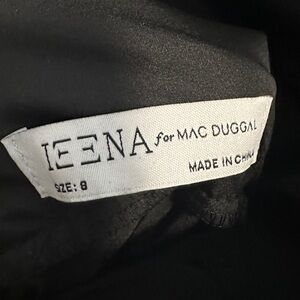 IEENA for MAC DUGGAL
MADE IN CHINA
SIZE: 8